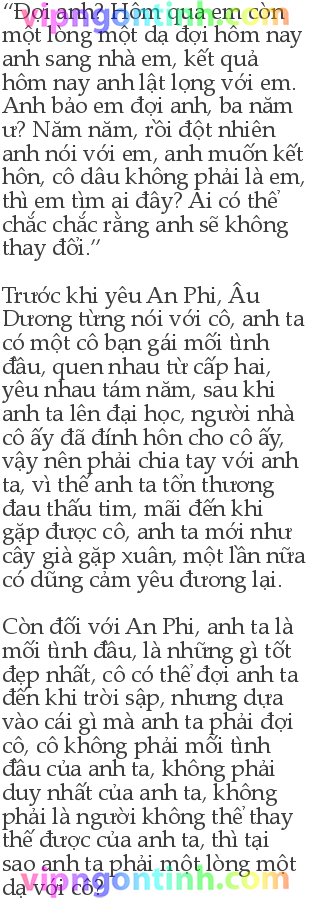 “Đợi anh? Hôm qua em còn
một lòng một dạ đợi hôm nay
anh sang nhà em, kết quả
hôm nay anh lật lọng với em.
Anh bảo em đợi anh, ba năm
ư? Năm năm, rồi đột nhiên
anh nói với em, anh muốn kết
hôn, cô dâu không phải là em,
thì em tìm ai đây? Ai có thể
chắc chắc rằng anh sẽ không
thay đổi.”
Trước khi yêu An Phi, Âu
Dương từng nói với cô, anh ta
có một cô bạn gái mối tình
đầu, quen nhau từ cấp hai,
yêu nhau tám năm, sau khi
anh ta lên đại học, người nhà
cô ấy đã đính hôn cho cô ấy,
vậy nên phải chia tay với anh
ta, vì thế anh ta tổn thương
đau thấu tim, mãi đến khi
gặp được cô, anh ta mới như
cây già gặp xuân, một lần nữa
có dũng cảm yêu đương lại.
Còn đối với An Phi, anh ta là
mối tình đầu, là những gì tốt
đẹp nhất, cô có thể đợi anh ta
đến khi trời sập, nhưng dựa
vào cái gì mà anh ta phải đợi
cô, cô không phải mối tình
đầu của anh ta, không phải
duy nhất của anh ta, không
phải là người không thể thay
thế được của anh ta, thì tại
sao anh ta phải một lòng một
dạ với cô?
vipngontinh.com
vipngontinh.com